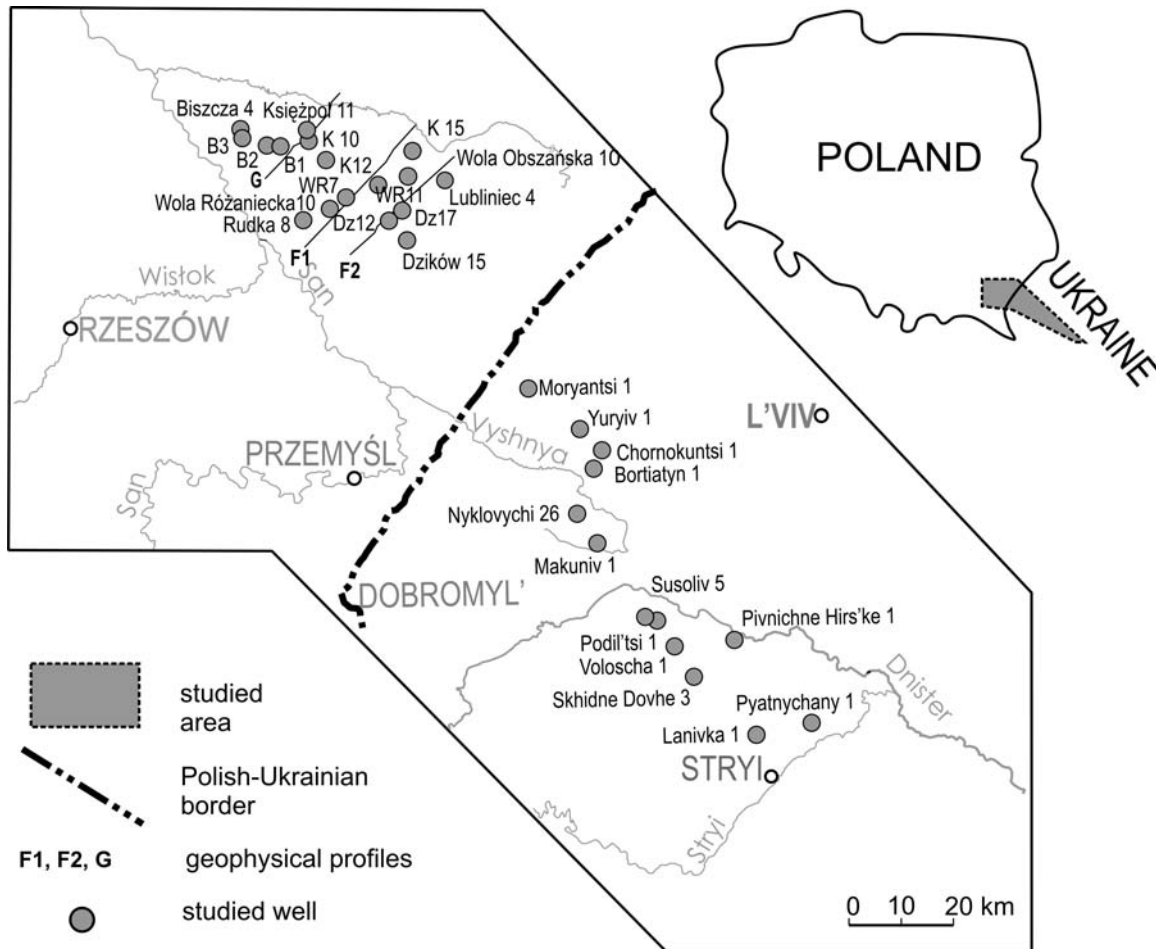 Biszcza 4
Księżpol 11
B3
B2
B1
G
K 10
K12
K 15
Wola Obszańska 10
WR7
WR11
Lubliniec 4
Wola Różaniecka10
Rudka 8
Dz12
Dz17
F1
F2
Dzików 15
Wisłok
San
RZESZÓW
POLAND
UKRAINE
Moryantsi 1
Yuryiv 1
L'VIV
Vyshnya
Chornokuntsi 1
Bortiatyn 1
PRZEMYŚL
San
Nyklovychi 26
Makuniv 1
DOBROMYL'
Susoliv 5
Pivnichne Hirs'ke 1
Podil'tsi 1
Voloscha 1
Skhidne Dovhe 3
Dnister
Pyatnychany 1
Lanivka 1
STRYI
Stryi
studied
area
Polish-Ukrainian
border
F1, F2, G geophysical profiles
studied well
0 10 20 km